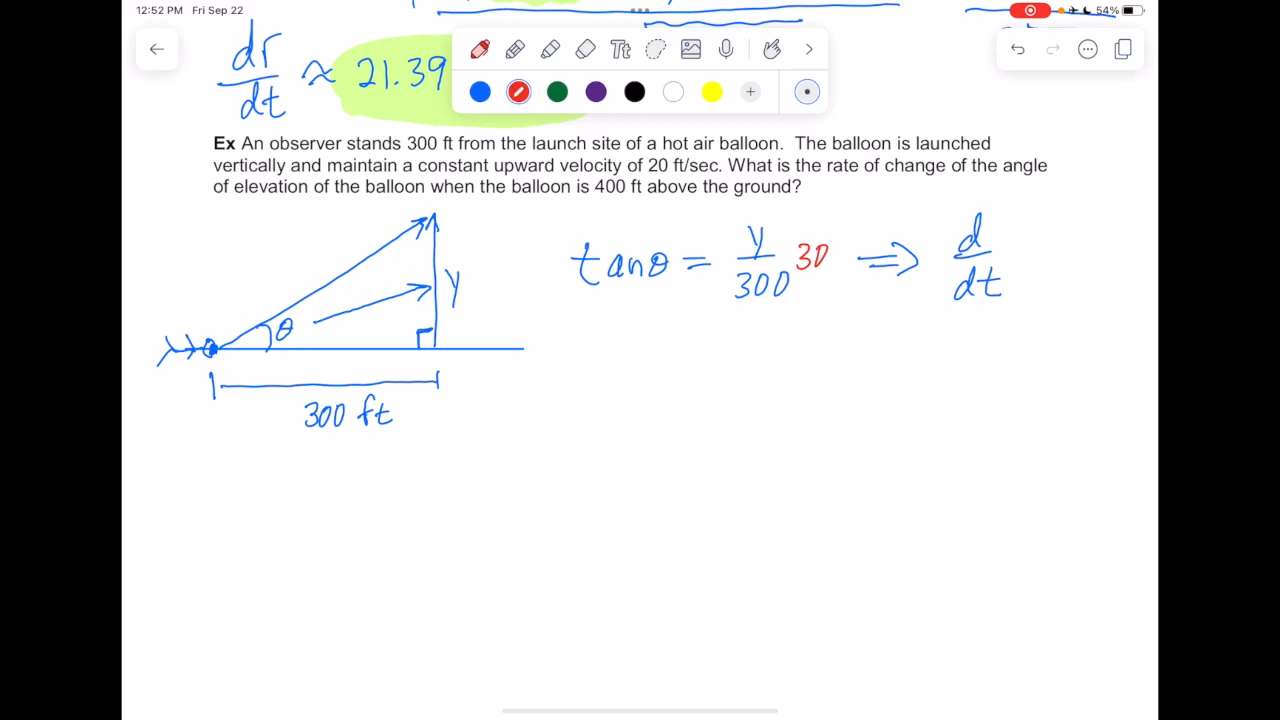 12:52 PM Fri Sep 22
54%
Tt
dr/dt ≈ 21.39
Ex An observer stands 300 ft from the launch site of a hot air balloon. The balloon is launched
vertically and maintain a constant upward velocity of 20 ft/sec. What is the rate of change of the angle
of elevation of the balloon when the balloon is 400 ft above the ground?
tanθ = y/300 30 ⇒ d/dt
y
θ
300 ft